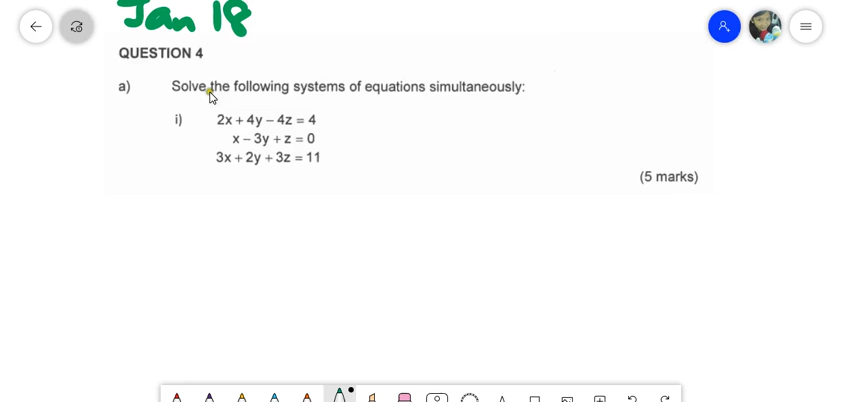 Jan 18
QUESTION 4
a) Solve the following systems of equations simultaneously:
i) 2x + 4y − 4z = 4
x − 3y + z = 0
3x + 2y + 3z = 11
(5 marks)